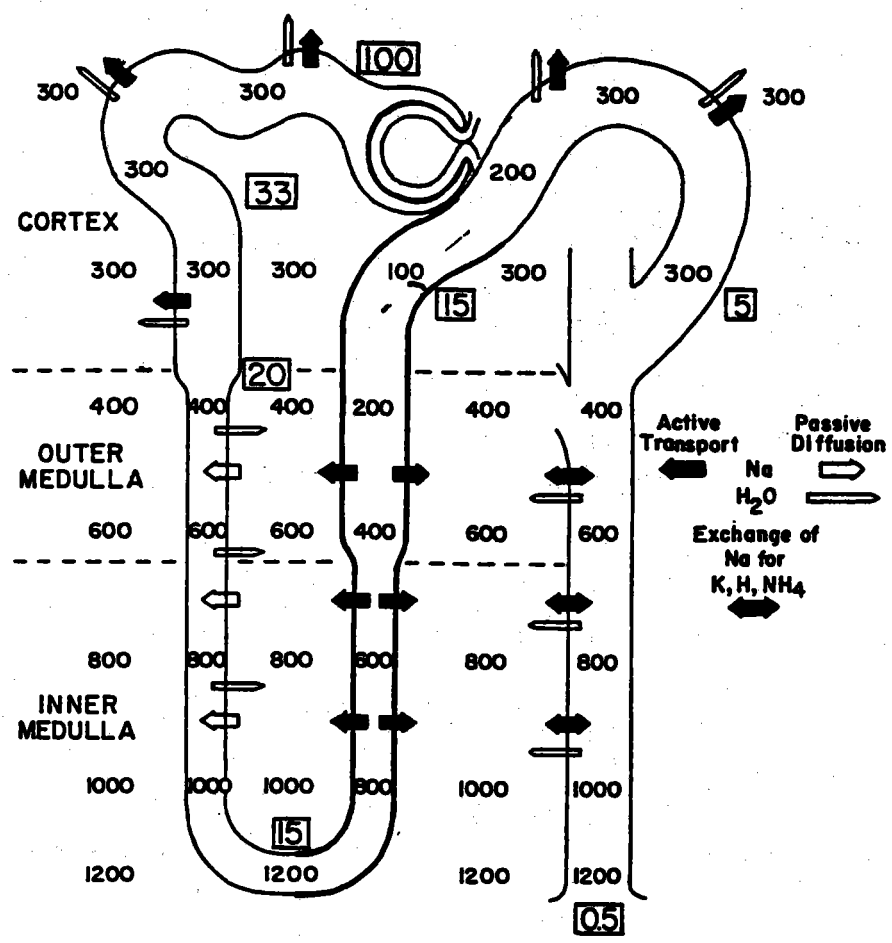 100
300 300 300 300
300 200
33
CORTEX
300 300 300 100 300 300
15 5
20
400 400 400 200 400 400
Active Transport Passive Diffusion
Na
H₂O
OUTER
MEDULLA
600 600 600 400 600 600
Exchange of
Na for
K, H, NH₄
800 800 800 600 800 800
INNER
MEDULLA
1000 1000 1000 800 1000 1000
15
1200 1200 1200 1200
0.5